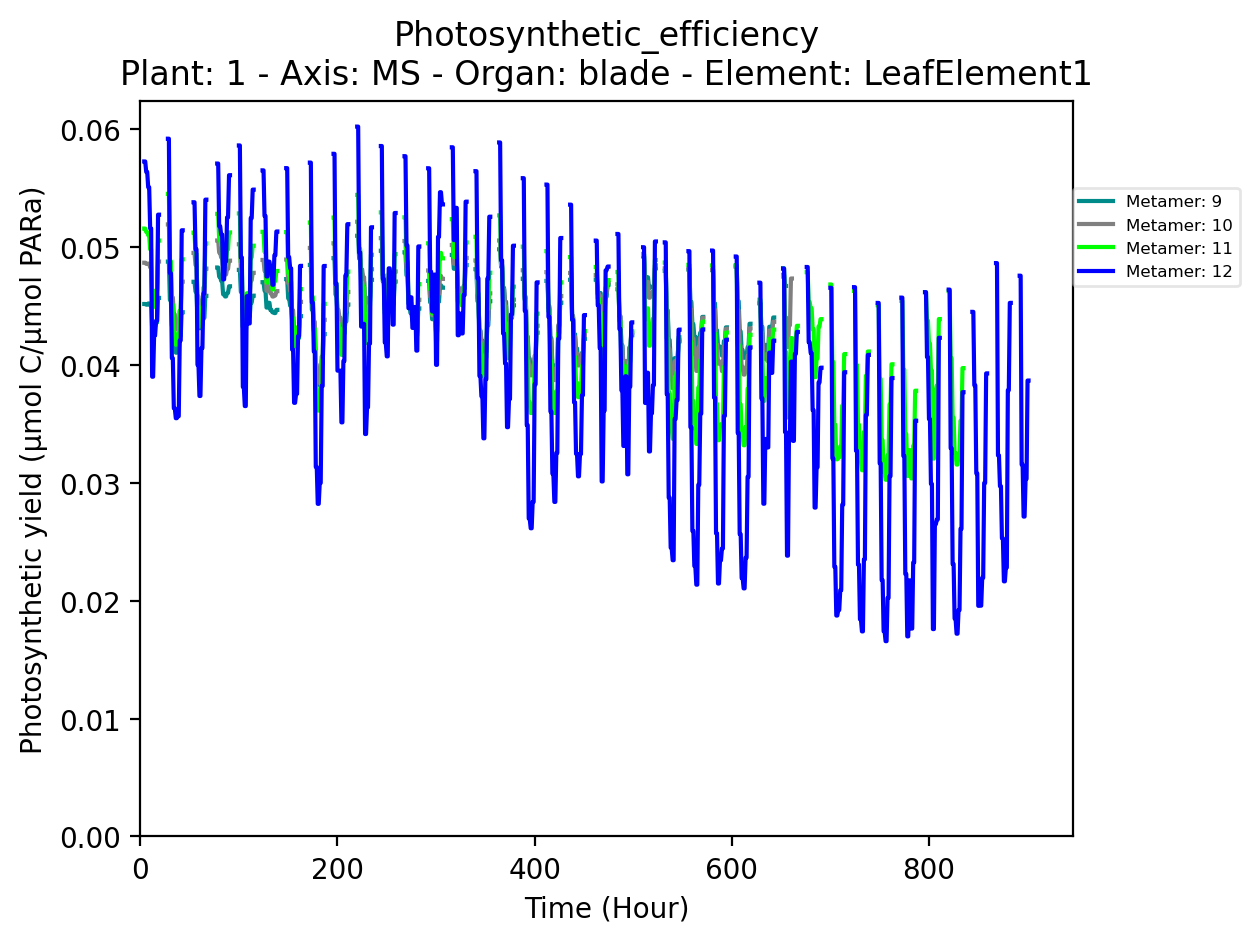 Photosynthetic_efficiency
Plant: 1 - Axis: MS - Organ: blade - Element: LeafElement1
Photosynthetic yield (μmol C/μmol PARa)
0.06
0.05
0.04
0.03
0.02
0.01
0.00
0
200
400
600
800
Time (Hour)
Metamer: 9
Metamer: 10
Metamer: 11
Metamer: 12